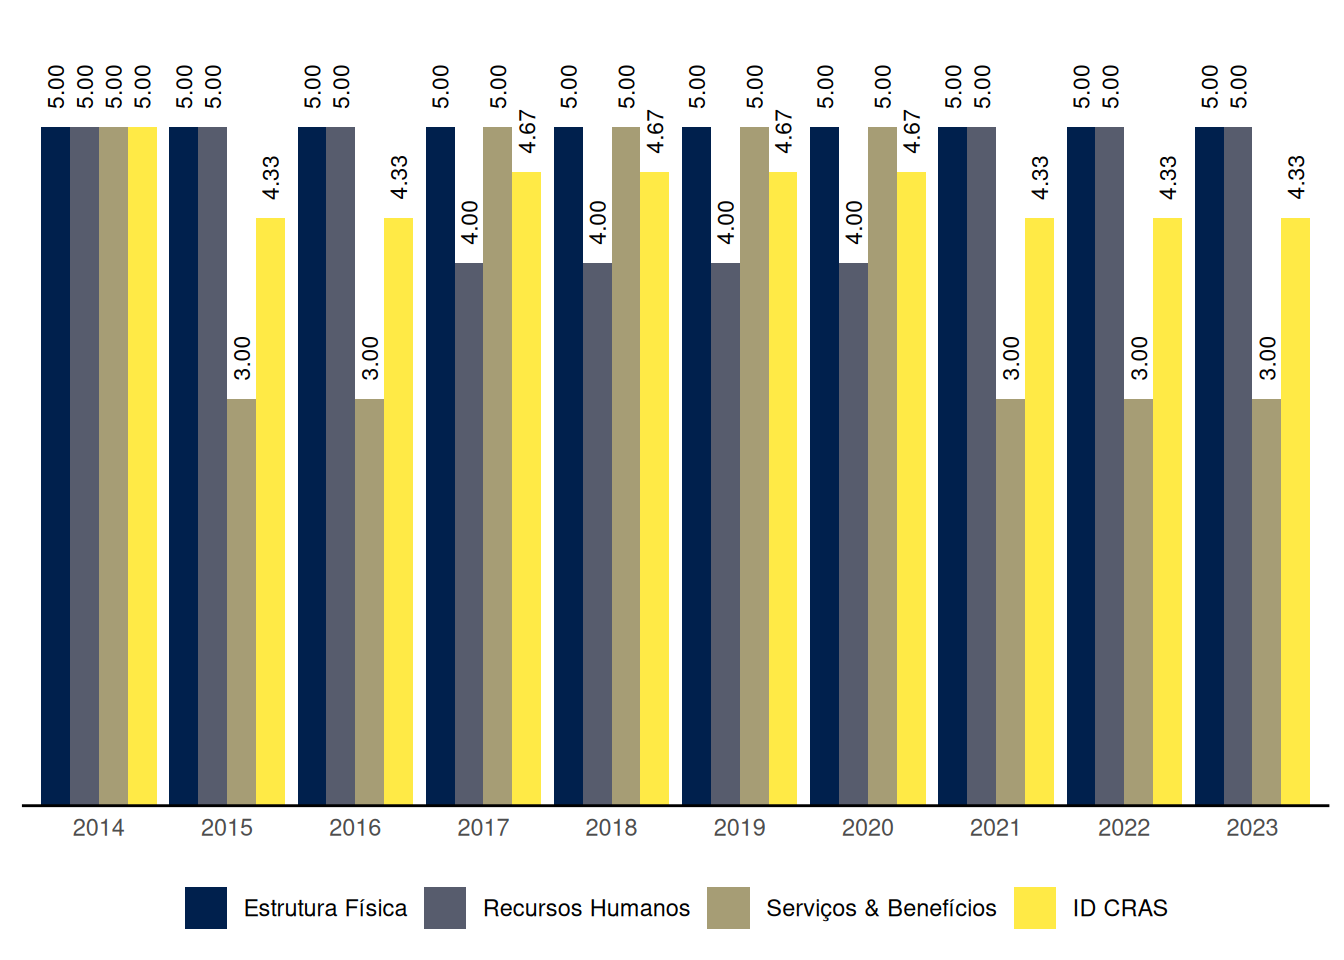 5.00 5.00 5.00 5.00 5.00 5.00 3.00 4.33 5.00 5.00 3.00 4.33 5.00 4.00 5.00 4.67 5.00 4.00 5.00 4.67 5.00 4.00 5.00 4.67 5.00 4.00 5.00 4.67 5.00 5.00 3.00 4.33 5.00 5.00 3.00 4.33 5.00 5.00 3.00 4.33
2014 2015 2016 2017 2018 2019 2020 2021 2022 2023
Estrutura Física Recursos Humanos Serviços & Benefícios ID CRAS